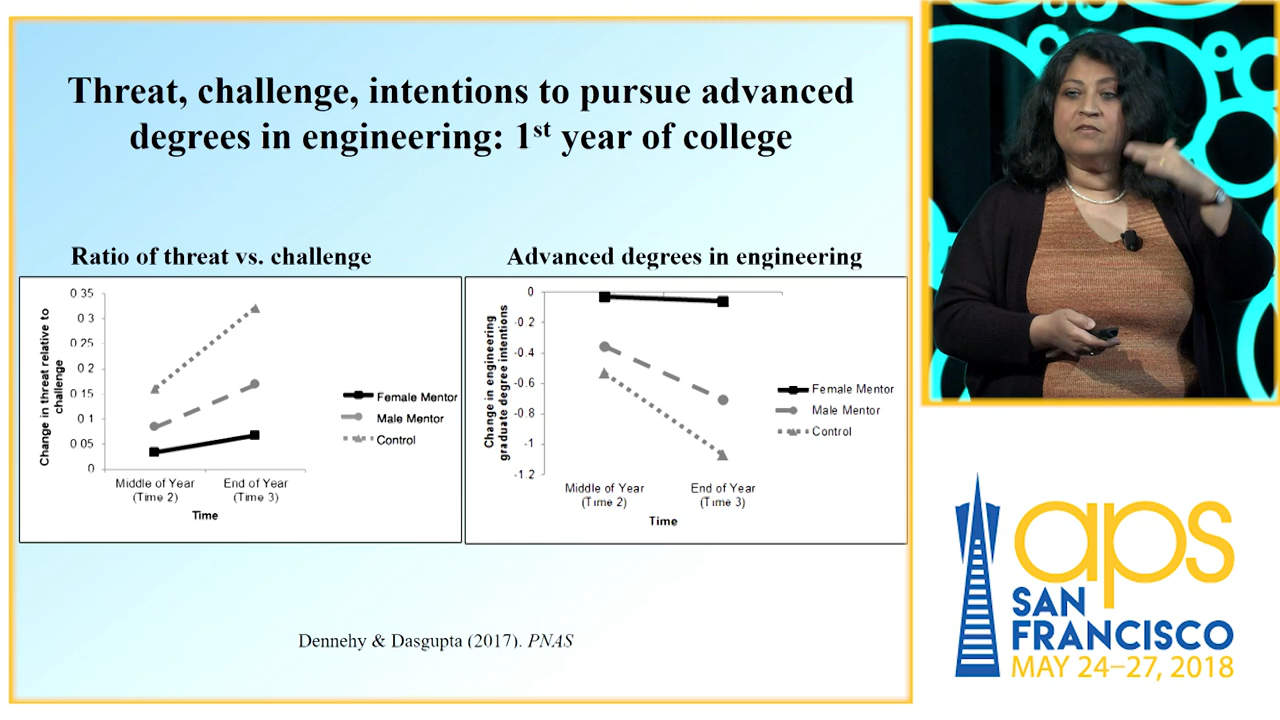 Threat, challenge, intentions to pursue advanced
degrees in engineering: 1st year of college
Ratio of threat vs. challenge
Change in threat relative to
challenge
0 35
0 3
0 25
0 2
0 15
0 1
0 05
0
Middle of Year
(Time 2)
End of Year
(Time 3)
Time
Female Mentor
Male Mentor
Control
Advanced degrees in engineering
Change in engineering
graduate degree intentions
0
-0 2
-0.4
-0.6
-0.8
-1
-1.2
Middle of Year
(Time 2)
End of Year
(Time 3)
Time
Female Mentor
Male Mentor
Control
Dennehy & Dasgupta (2017). PNAS
aps
SAN
FRANCISCO
MAY 24–27, 2018